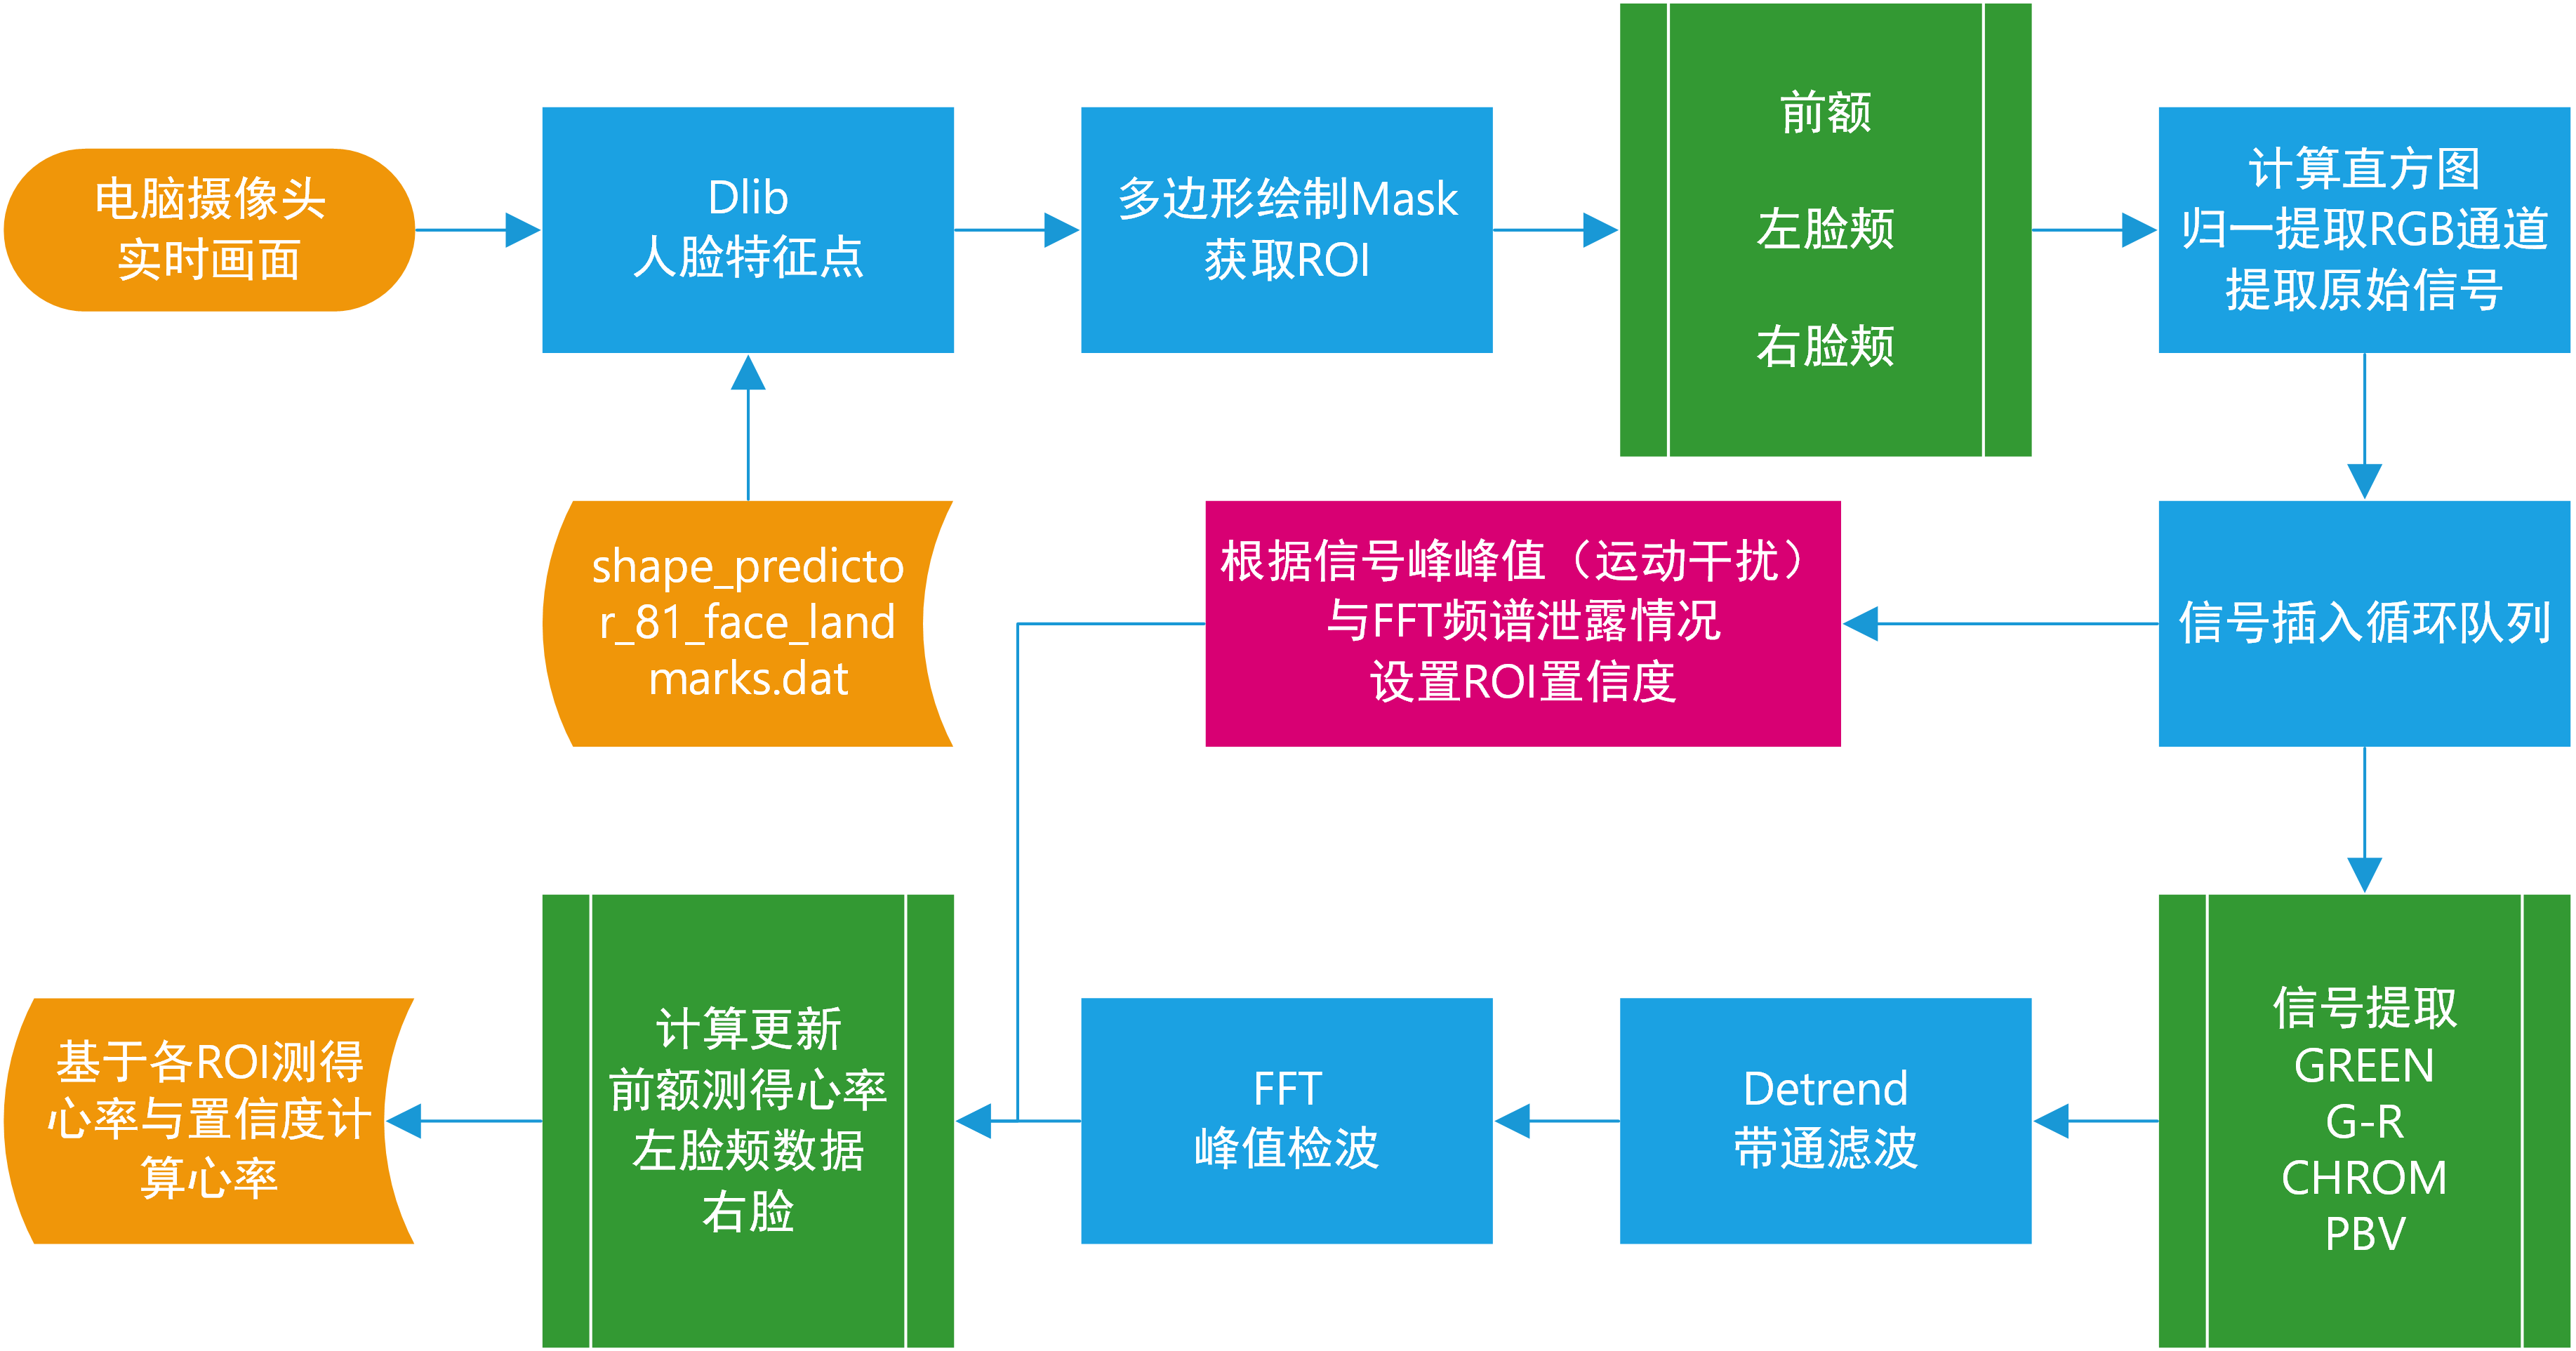 电脑摄像头
实时画面
Dlib
人脸特征点
多边形绘制Mask
获取ROI
前额
左脸颊
右脸颊
计算直方图
归一提取RGB通道
提取原始信号
shape_predicto
r_81_face_land
marks.dat
根据信号峰峰值（运动干扰）
与FFT频谱泄露情况
设置ROI置信度
信号插入循环队列
基于各ROI测得
心率与置信度计
算心率
计算更新
前额测得心率
左脸颊数据
右脸
FFT
峰值检波
Detrend
带通滤波
信号提取
GREEN
G-R
CHROM
PBV